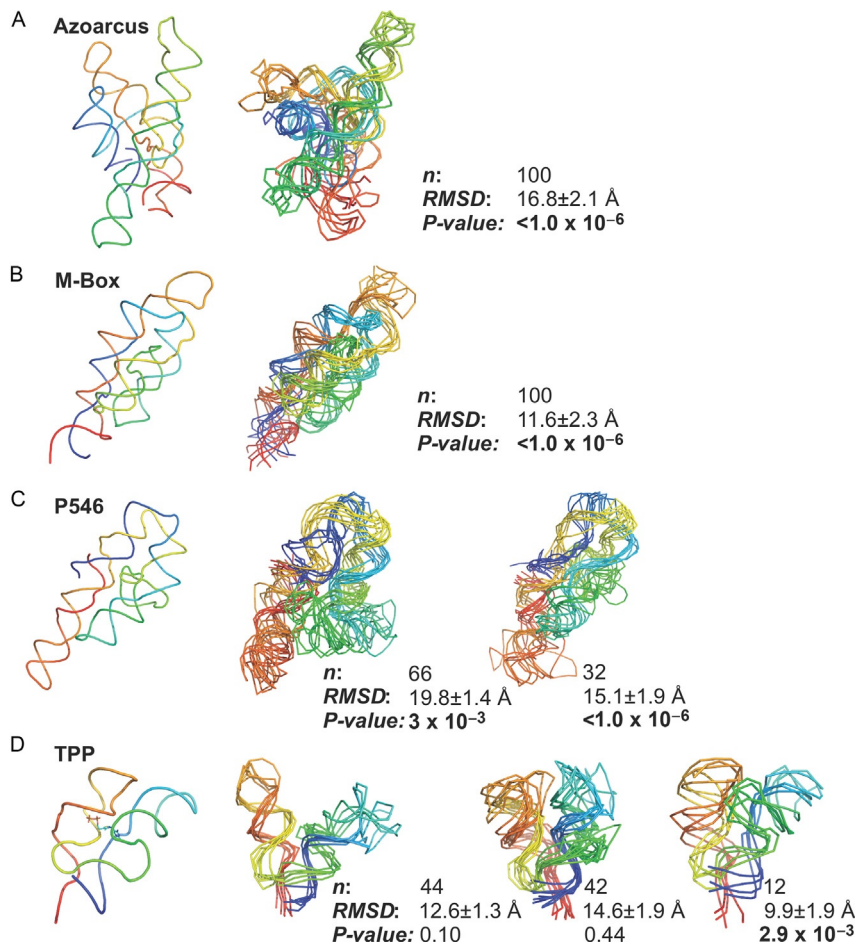 A
Azoarcus
n: 100
RMSD: 16.8±2.1 Å
P-value: <1.0 x 10⁻⁶
B
M-Box
n: 100
RMSD: 11.6±2.3 Å
P-value: <1.0 x 10⁻⁶
C
P546
n: 66 32
RMSD: 19.8±1.4 Å 15.1±1.9 Å
P-value: 3 x 10⁻³ <1.0 x 10⁻⁶
D
TPP
n: 44 42 12
RMSD: 12.6±1.3 Å 14.6±1.9 Å 9.9±1.9 Å
P-value: 0.10 0.44 2.9 x 10⁻³